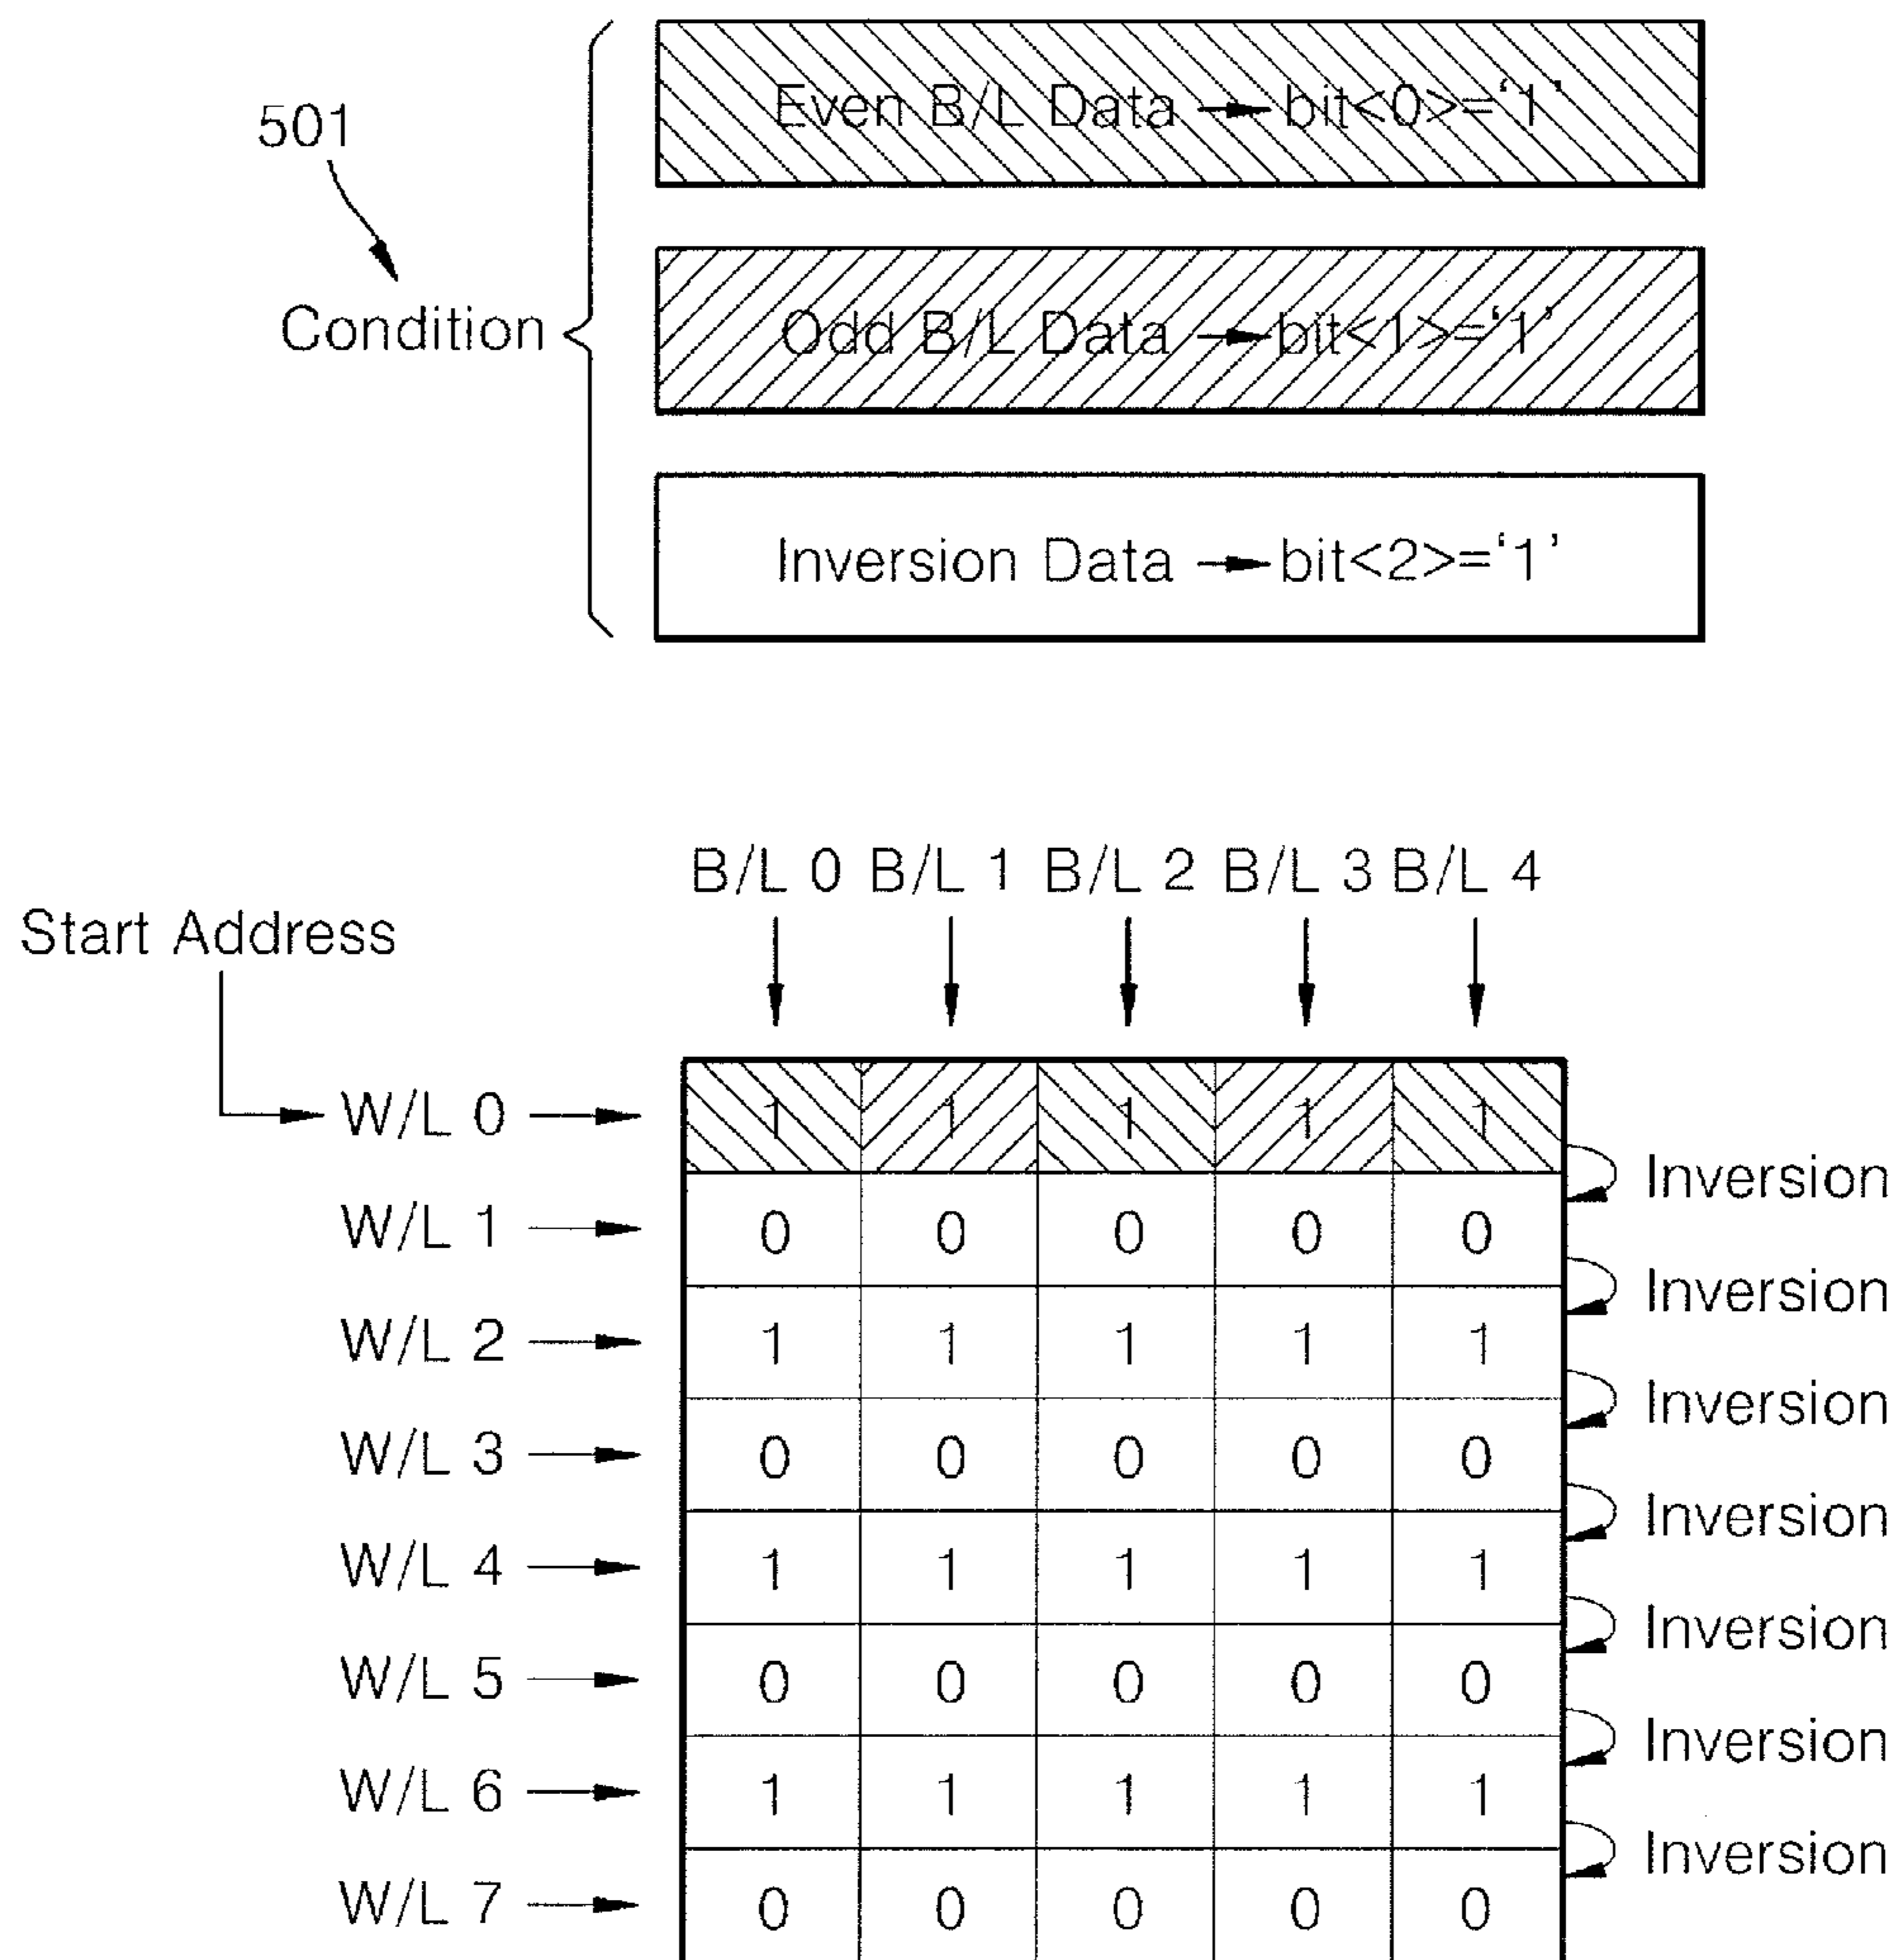 Even B/L Data → bit<0>='1'
501
Odd B/L Data → bit<1>='1'
Condition
Inversion Data → bit<2>='1'
B/L 0 B/L 1 B/L 2 B/L 3 B/L 4
Start Address
W/L 0 1 1 1 1 1
Inversion
W/L 1 0 0 0 0 0
Inversion
W/L 2 1 1 1 1 1
Inversion
W/L 3 0 0 0 0 0
Inversion
W/L 4 1 1 1 1 1
Inversion
W/L 5 0 0 0 0 0
Inversion
W/L 6 1 1 1 1 1
Inversion
W/L 7 0 0 0 0 0